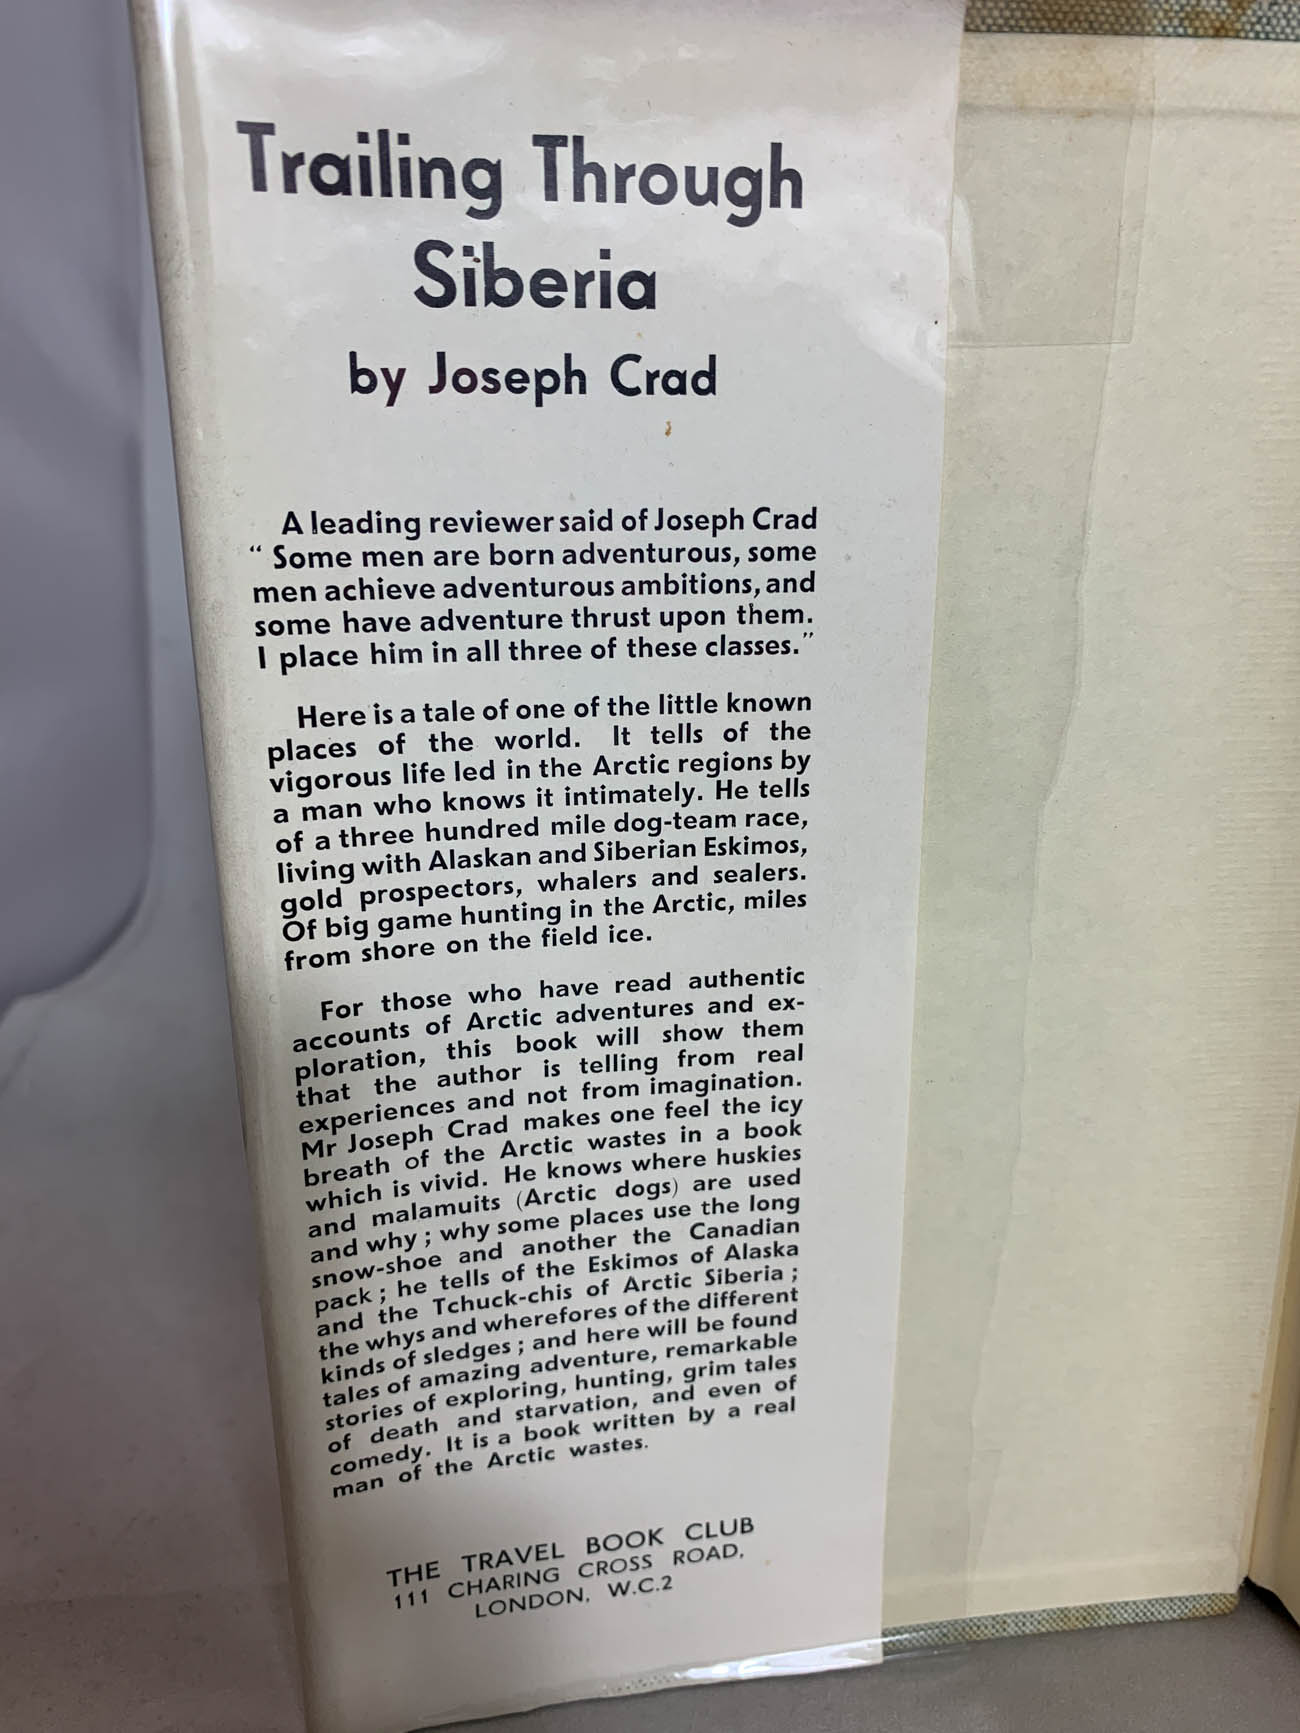 Trailing Through
Siberia
by Joseph Crad
A leading reviewer said of Joseph Crad
“ Some men are born adventurous, some
men achieve adventurous ambitions, and
some have adventure thrust upon them.
I place him in all three of these classes.”
Here is a tale of one of the little known
places of the world. It tells of the
vigorous life led in the Arctic regions by
a man who knows it intimately. He tells
of a three hundred mile dog-team race,
living with Alaskan and Siberian Eskimos,
gold prospectors, whalers and sealers.
Of big game hunting in the Arctic, miles
from shore on the field ice.
For those who have read authentic
accounts of Arctic adventures and ex-
ploration, this book will show them
that the author is telling from real
experiences and not from imagination.
Mr Joseph Crad makes one feel the icy
breath of the Arctic wastes in a book
which is vivid. He knows where huskies
and malamuits (Arctic dogs) are used
and why ; why some places use the long
snow-shoe and another the Canadian
pack ; he tells of the Eskimos of Alaska
and the Tchuck-chis of Arctic Siberia ;
the whys and wherefores of the different
kinds of sledges ; and here will be found
tales of amazing adventure, remarkable
stories of exploring, hunting, grim tales
of death and starvation, and even of
comedy. It is a book written by a real
man of the Arctic wastes.
THE TRAVEL BOOK CLUB
111 CHARING CROSS ROAD,
LONDON, W.C.2